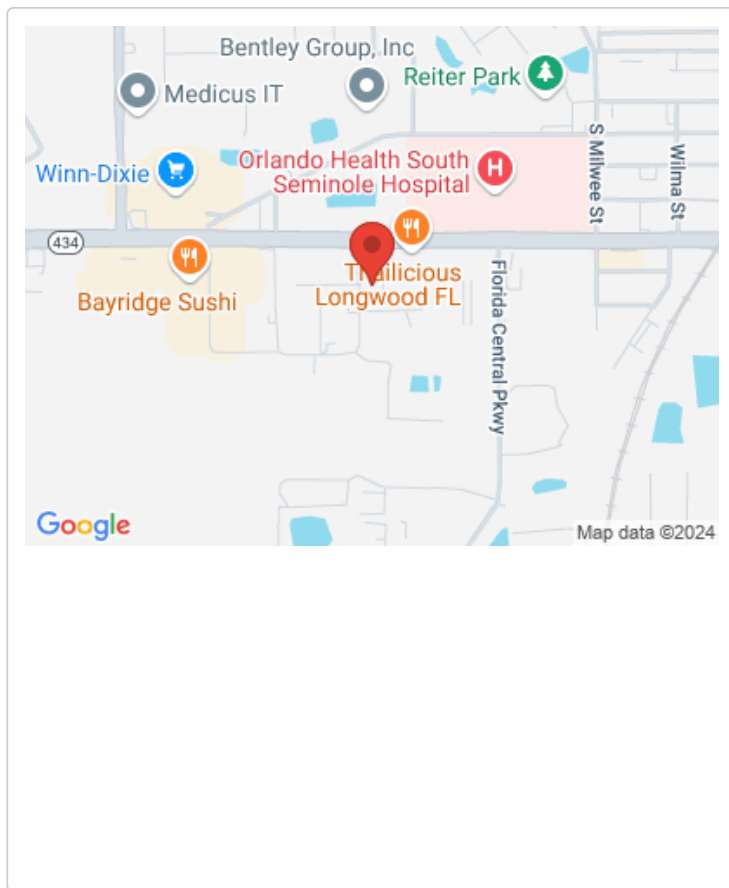 Bentley Group, Inc
Medicus IT
Reiter Park
Winn-Dixie
Orlando Health South
Seminole Hospital
H
S Milwee St
Wilma St
434
Bayridge Sushi
Thailicious
Longwood FL
Florida Central Pkwy
Google
Map data ©2024